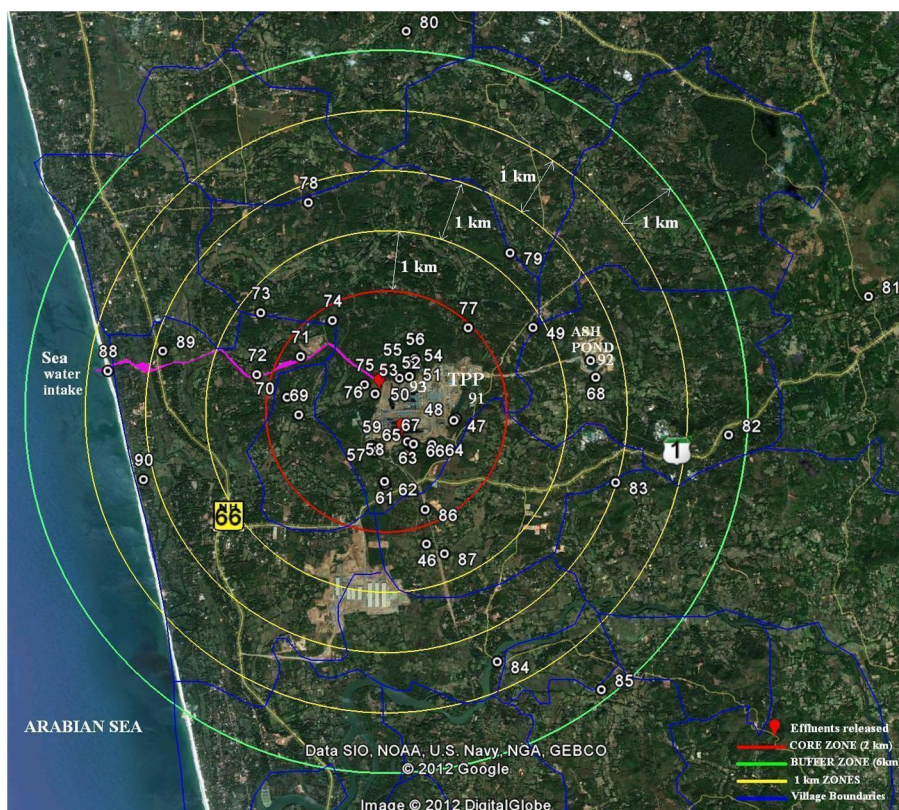 80
78
1 km
1 km
1 km
79
1 km
81
73
74
77
49
56
ASH
POND
Sea
water
intake
88
89
72
71
55
54
53
52
51
92
75
76
93
TPP
91
68
70
69
50
48
47
59
67
65
82
1
57
58
63
66
64
90
NH
66
61
62
83
86
46
87
84
85
ARABIAN SEA
Effluents released
CORE ZONE (2 km)
BUFFER ZONE (6km)
1 km ZONES
Village Boundaries
Data SIO, NOAA, U.S. Navy, NGA, GEBCO
© 2012 Google
Image © 2012 DigitalGlobe